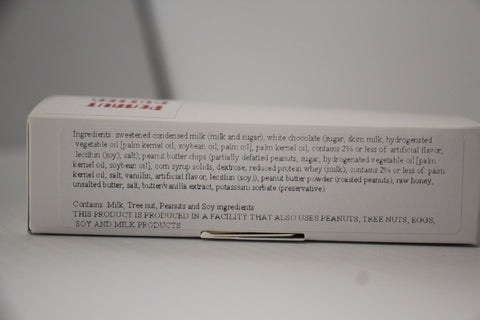 PEANUT
BUTTER
Ingredients: sweetened condensed milk (milk and sugar), white chocolate (sugar, skim milk, hydrogenated
vegetable oil [palm kernel oil, soybean oil, palm oil], palm kernel oil, contains 2% or less of artificial flavor,
lecithin (soy), salt), peanut butter chips (partially defatted peanuts, sugar, hydrogenated vegetable oil [palm
kernel oil, soybean oil], corn syrup solids, dextrose, reduced protein whey (milk), contains 2% or less of palm
kernel oil, salt, vanillin, artificial flavor, lecithin (soy)), peanut butter powder (roasted peanuts), raw honey,
unsalted butter, salt, butter/vanilla extract, potassium sorbate (preservative)
Contains: Milk, Tree nut, Peanuts and Soy ingredients
THIS PRODUCT IS PRODUCED IN A FACILITY THAT ALSO USES PEANUTS, TREE NUTS, EGGS,
SOY AND MILK PRODUCTS